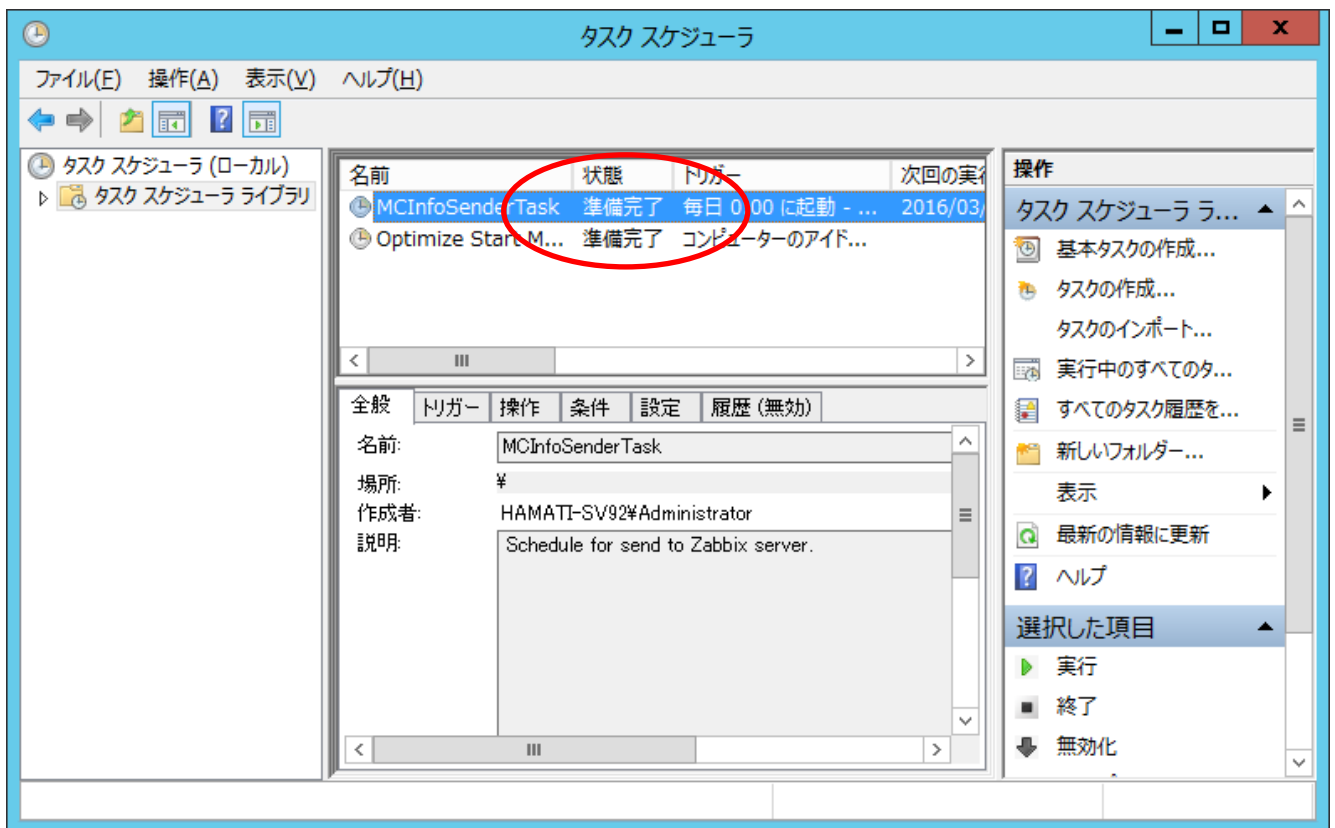 タスク スケジューラ
ファイル(F) 操作(A) 表示(V) ヘルプ(H)
タスク スケジューラ (ローカル)
タスク スケジューラ ライブラリ
名前 状態 トリガー 次回の実行
MCInfoSenderTask 準備完了 毎日 0:00 に起動 - ... 2016/03/
Optimize Start M... 準備完了 コンピューターのアイド...
全般 トリガー 操作 条件 設定 履歴 (無効)
名前: MCInfoSenderTask
場所: ¥
作成者: HAMATI-SV92¥Administrator
説明: Schedule for send to Zabbix server.
操作
タスク スケジューラ ラ...
基本タスクの作成...
タスクの作成...
タスクのインポート...
実行中のすべてのタ...
すべてのタスク履歴を...
新しいフォルダー...
表示
最新の情報に更新
ヘルプ
選択した項目
実行
終了
無効化